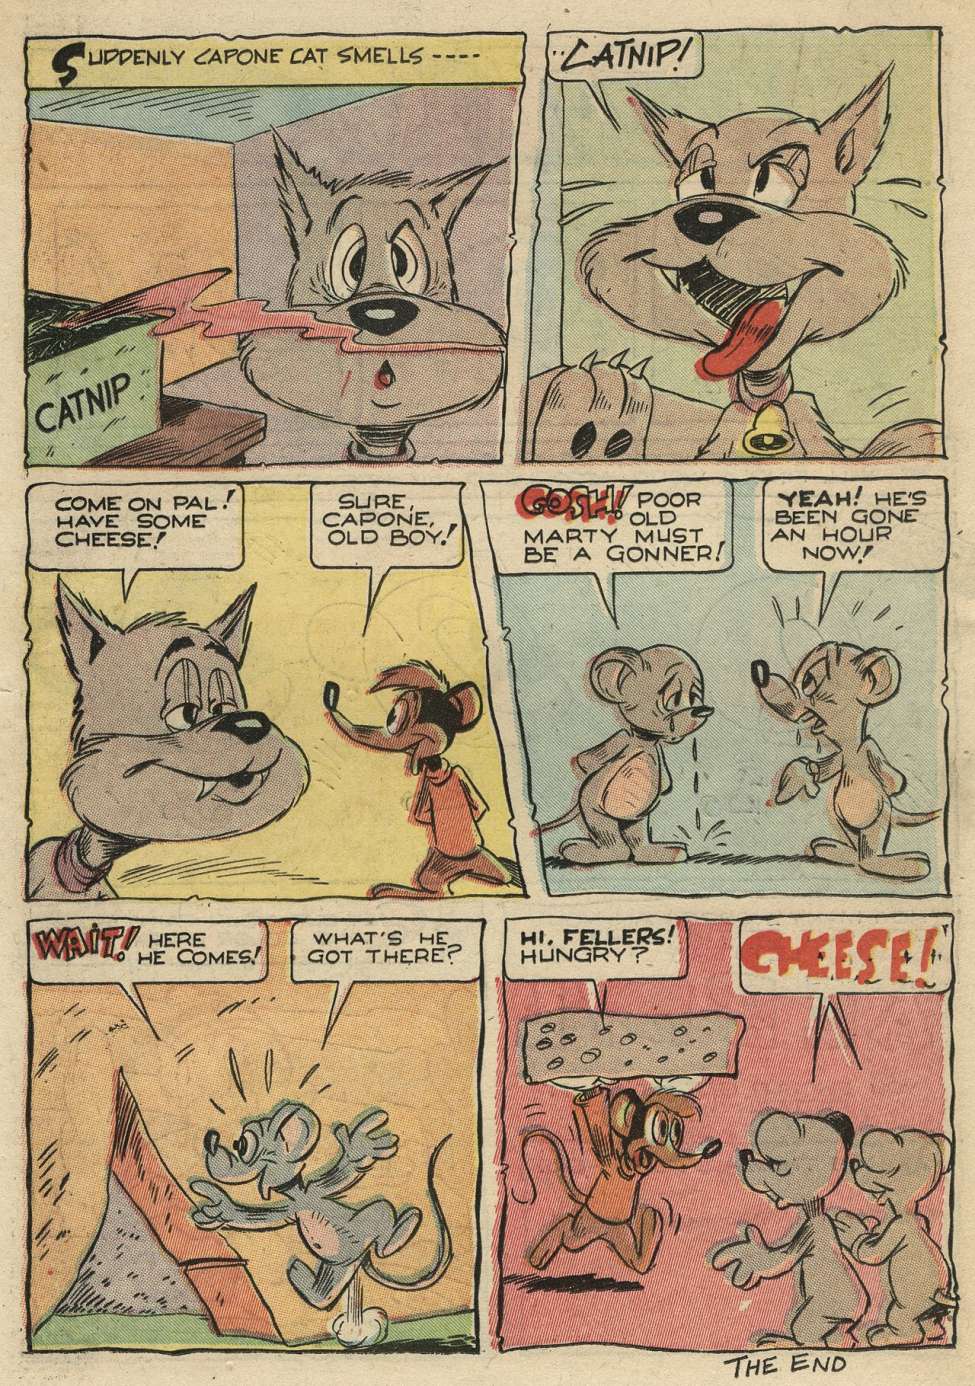 SUDDENLY CAPONE CAT SMELLS ----
CATNIP
..CATNIP!
COME ON PAL!
HAVE SOME
CHEESE!
SURE,
CAPONE,
OLD BOY!
GOSH! POOR
OLD
MARTY MUST
BE A GONNER!
YEAH! HE'S
BEEN GONE
AN HOUR
NOW!
WAIT! HERE
HE COMES!
WHAT'S HE
GOT THERE?
HI, FELLERS!
HUNGRY?
CHEESE!
THE END